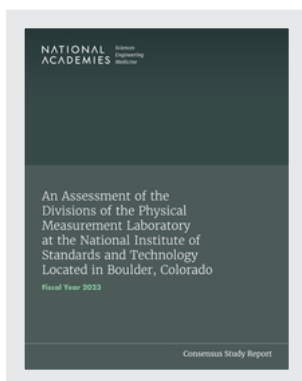 NATIONAL
ACADEMIES
Sciences
Engineering
Medicine
An Assessment of the
Divisions of the Physical
Measurement Laboratory
at the National Institute of
Standards and Technology
Located in Boulder, Colorado
Fiscal Year 2023
Consensus Study Report